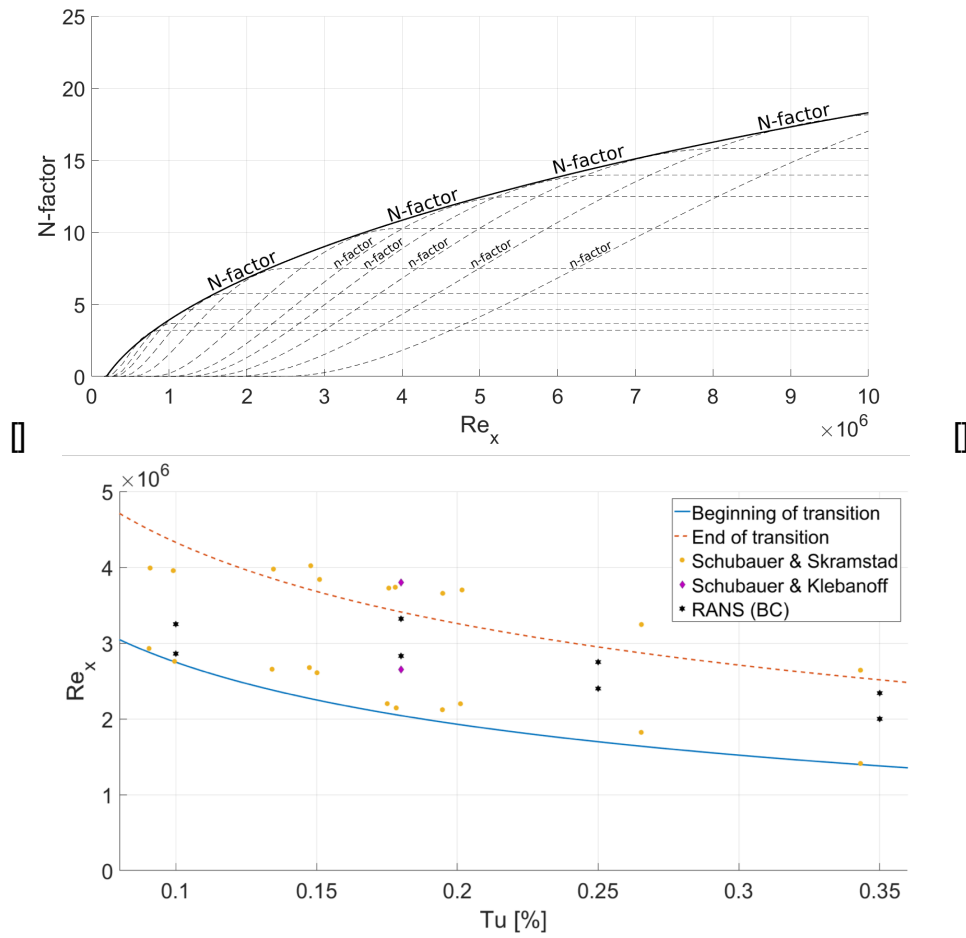 25
20
15
10
5
0
N-factor
N-factor
N-factor
N-factor
N-factor
N-factor
n-factor
n-factor
n-factor
n-factor
n-factor
0 1 2 3 4 5 6 7 8 9 10
Re_x
×10^6
[] []
×10^6
5
4
3
2
1
0
Re_x
Beginning of transition
End of transition
Schubauer & Skramstad
Schubauer & Klebanoff
RANS (BC)
0.1 0.15 0.2 0.25 0.3 0.35
Tu [%]